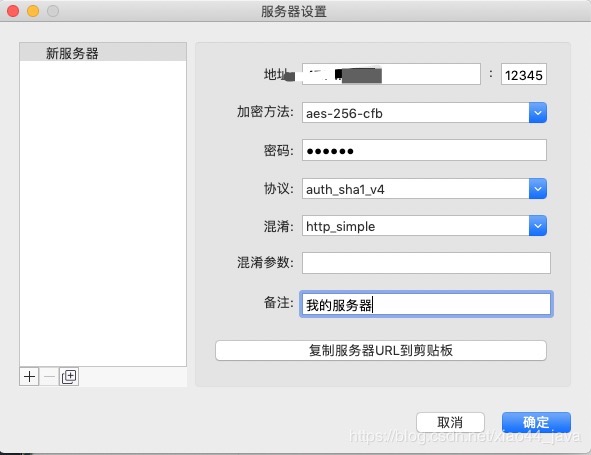 服务器设置
新服务器
地址
: 12345
加密方法: aes-256-cfb
密码: ●●●●●●
协议: auth_sha1_v4
混淆: http_simple
混淆参数:
备注: 我的服务器
复制服务器URL到剪贴板
取消 确定
https://blog.csdn.net/xiao44_java